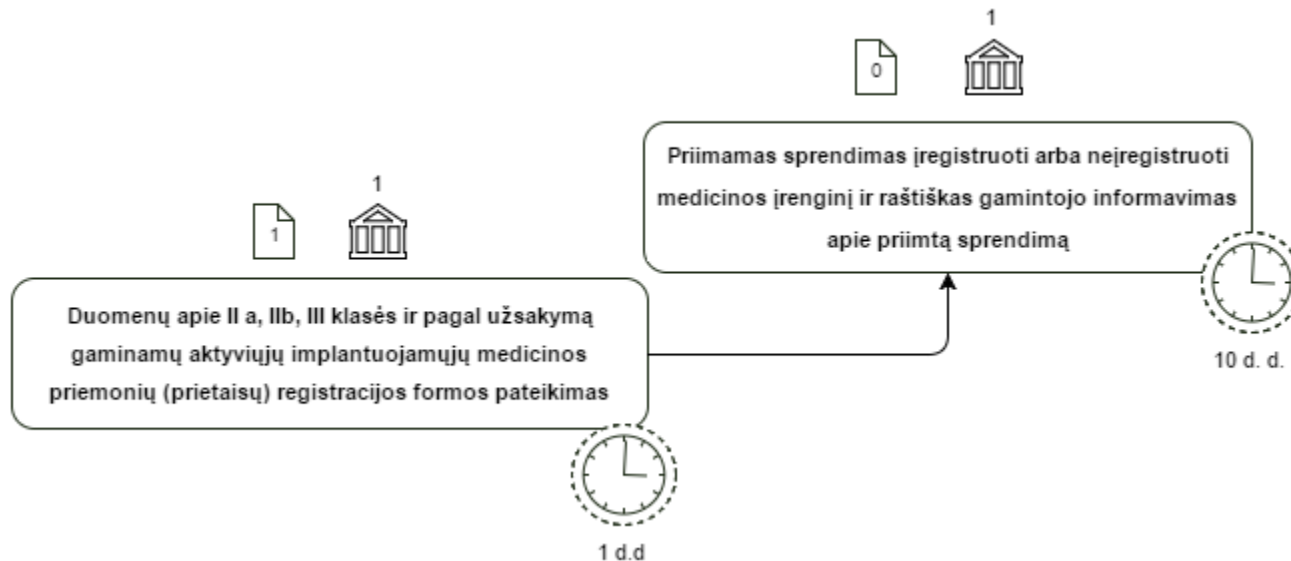 1
0
Priimamas sprendimas įregistruoti arba neįregistruoti
medicinos įrenginį ir raštiškas gamintojo informavimas
apie priimtą sprendimą
10 d. d.
1
1
Duomenų apie II a, IIb, III klasės ir pagal užsakymą
gaminamų aktyviųjų implantuojamųjų medicinos
priemonių (prietaisų) registracijos formos pateikimas
1 d.d